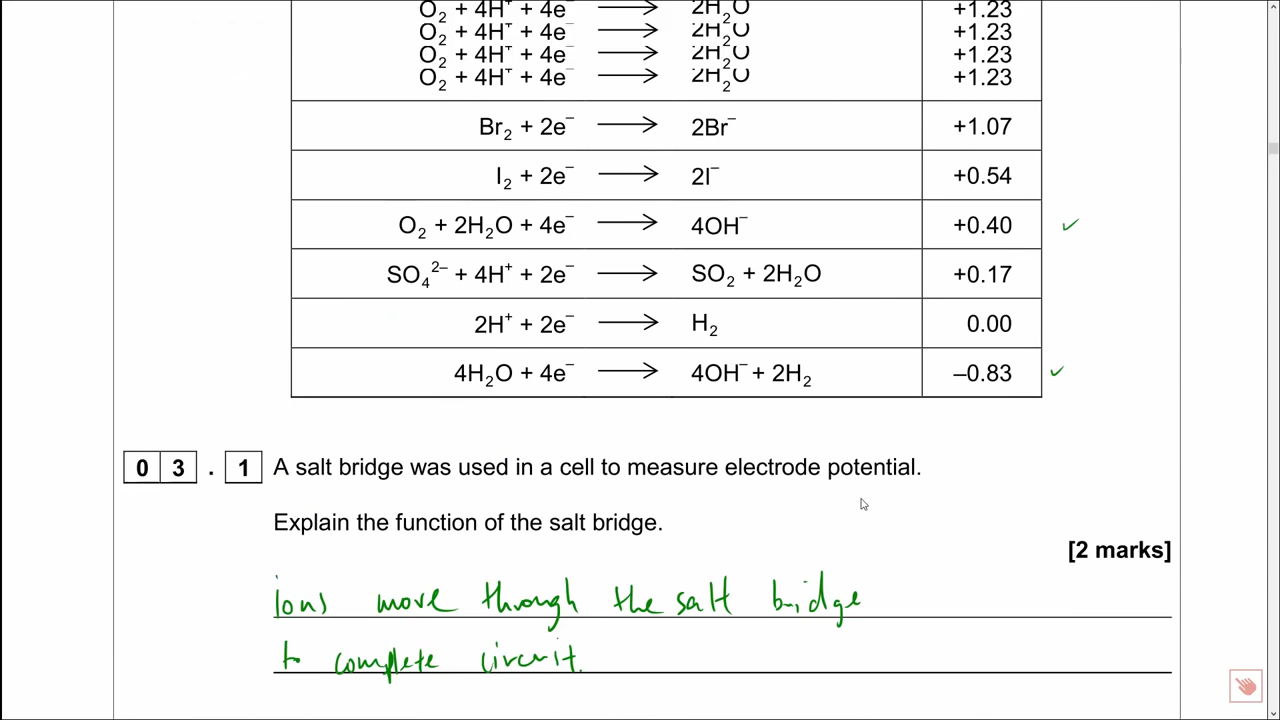 O₂ + 4H⁺ + 4e⁻ ⟶ 2H₂O +1.23
O₂ + 4H⁺ + 4e⁻ ⟶ 2H₂O +1.23
O₂ + 4H⁺ + 4e⁻ ⟶ 2H₂O +1.23
O₂ + 4H⁺ + 4e⁻ ⟶ 2H₂O +1.23
Br₂ + 2e⁻ ⟶ 2Br⁻ +1.07
I₂ + 2e⁻ ⟶ 2I⁻ +0.54
O₂ + 2H₂O + 4e⁻ ⟶ 4OH⁻ +0.40 ✓
SO₄²⁻ + 4H⁺ + 2e⁻ ⟶ SO₂ + 2H₂O +0.17
2H⁺ + 2e⁻ ⟶ H₂ 0.00
4H₂O + 4e⁻ ⟶ 4OH⁻ + 2H₂ –0.83 ✓
0 3 . 1 A salt bridge was used in a cell to measure electrode potential.
Explain the function of the salt bridge.
[2 marks]
ions move through the salt bridge
to complete circuit.